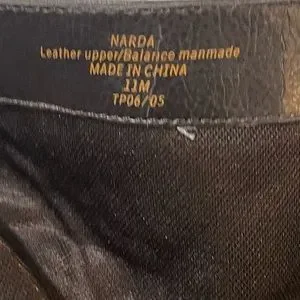 NARDA
Leather upper/Balance manmade
MADE IN CHINA
11M
TP06/05